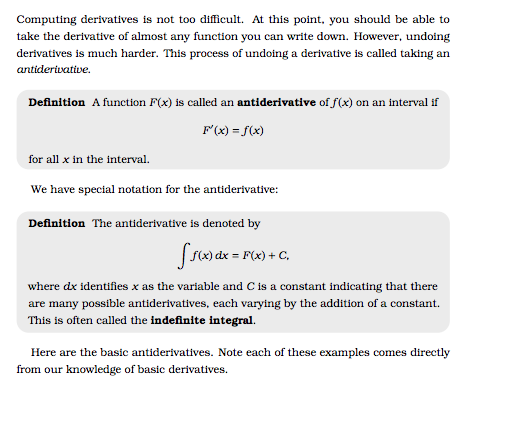 Computing derivatives is not too difficult. At this point, you should be able to
take the derivative of almost any function you can write down. However, undoing
derivatives is much harder. This process of undoing a derivative is called taking an
antiderivative.
Definition A function F(x) is called an antiderivative of f(x) on an interval if
F′(x) = f(x)
for all x in the interval.
We have special notation for the antiderivative:
Definition The antiderivative is denoted by
∫ f(x) dx = F(x) + C,
where dx identifies x as the variable and C is a constant indicating that there
are many possible antiderivatives, each varying by the addition of a constant.
This is often called the indefinite integral.
Here are the basic antiderivatives. Note each of these examples comes directly
from our knowledge of basic derivatives.